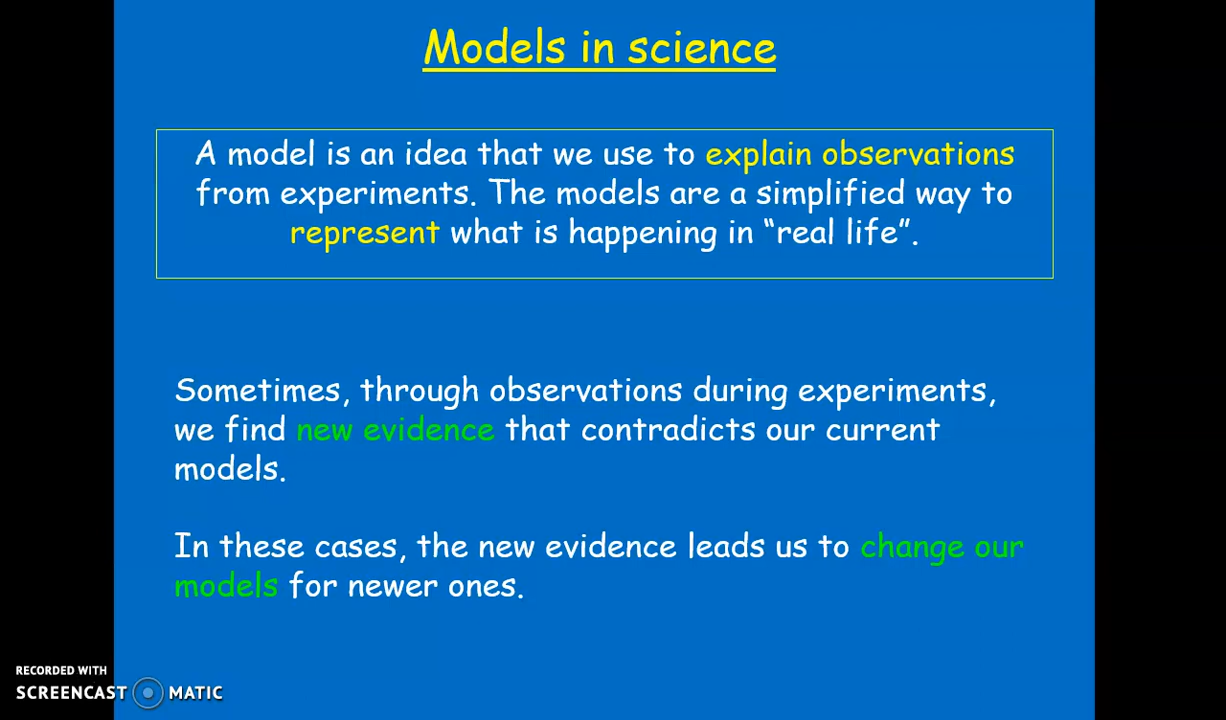 Models in science
A model is an idea that we use to explain observations
from experiments. The models are a simplified way to
represent what is happening in “real life”.
Sometimes, through observations during experiments,
we find new evidence that contradicts our current
models.
In these cases, the new evidence leads us to change our
models for newer ones.
RECORDED WITH
SCREENCAST MATIC